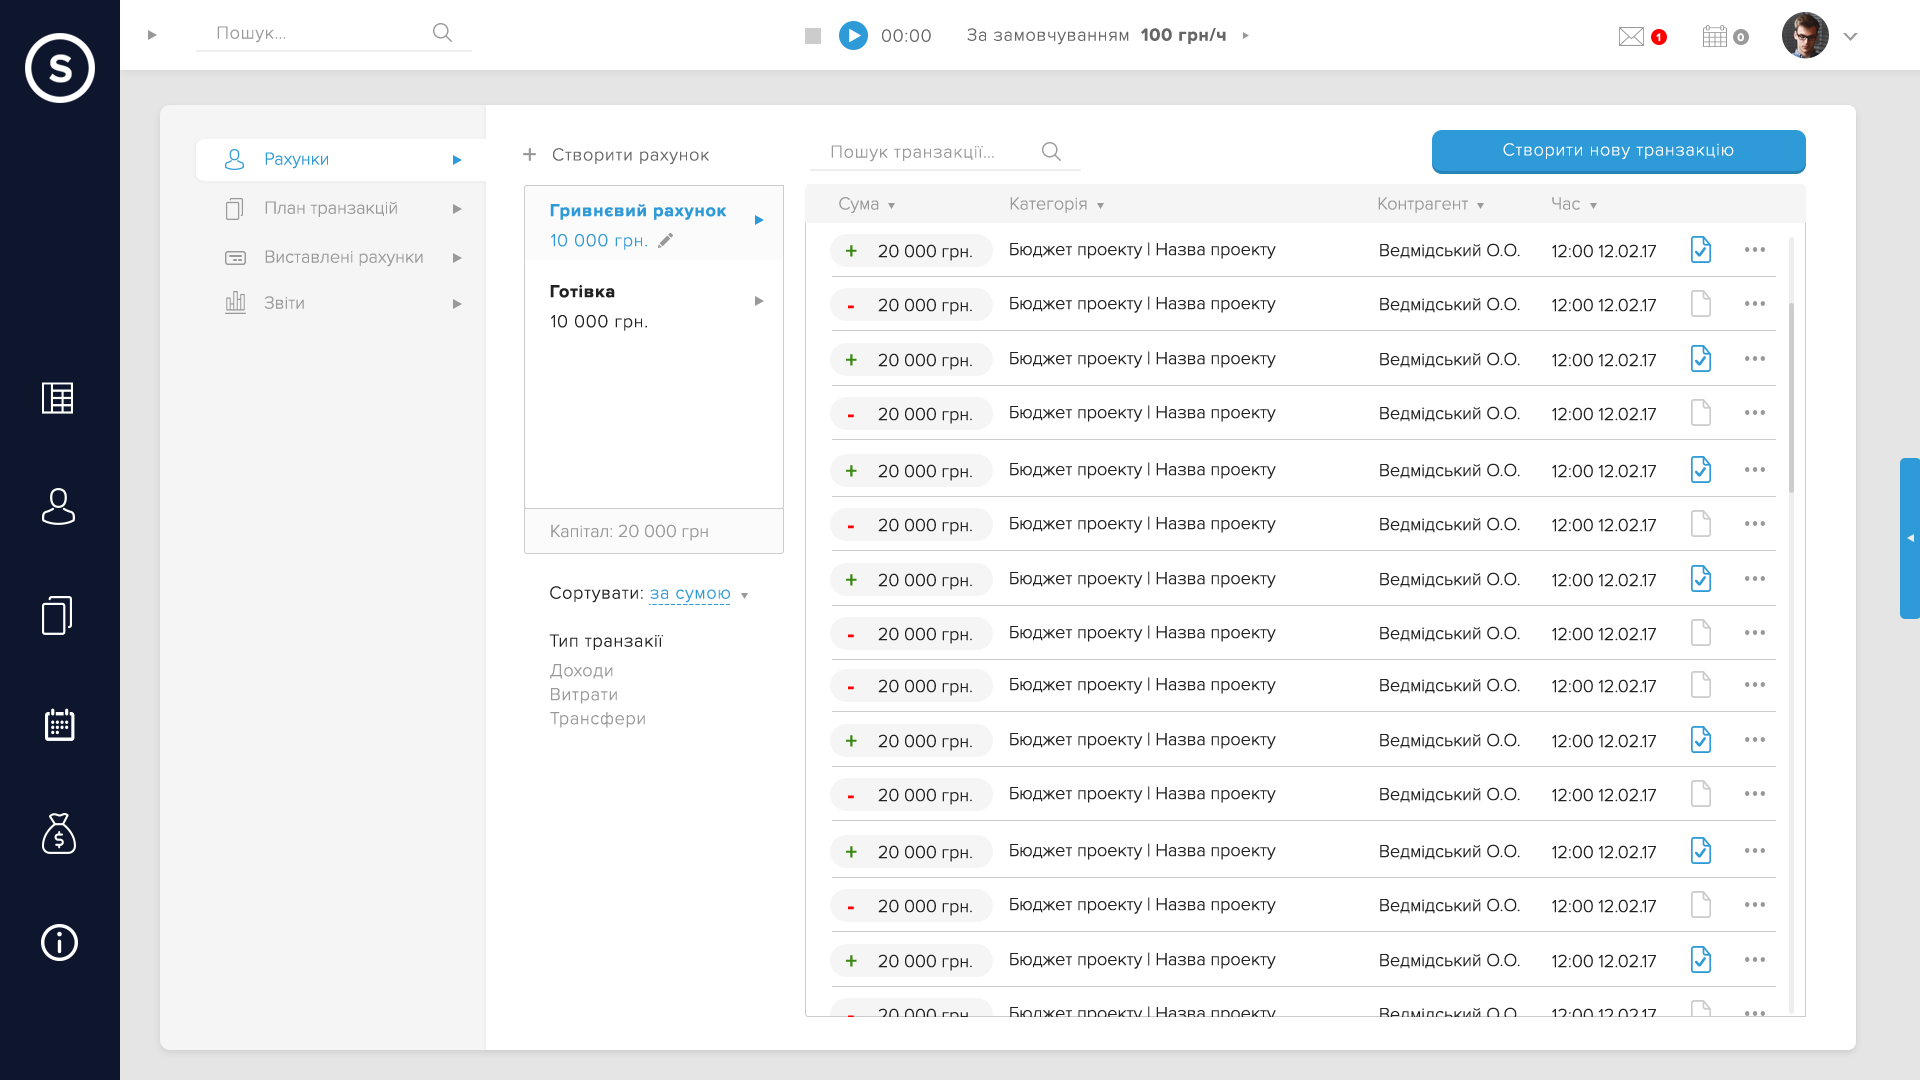 S
Пошук...
00:00
За замовчуванням 100 грн/ч
1
0
Рахунки
План транзакцій
Виставлені рахунки
Звіти
+ Створити рахунок
Гривнєвий рахунок
10 000 грн.
Готівка
10 000 грн.
Капітал: 20 000 грн
Сортувати: за сумою
Тип транзакії
Доходи
Витрати
Трансфери
Пошук транзакції...
Створити нову транзакцію
Сума Категорія Контрагент Час
+ 20 000 грн. Бюджет проекту | Назва проекту Ведмідський О.О. 12:00 12.02.17
- 20 000 грн. Бюджет проекту | Назва проекту Ведмідський О.О. 12:00 12.02.17
+ 20 000 грн. Бюджет проекту | Назва проекту Ведмідський О.О. 12:00 12.02.17
- 20 000 грн. Бюджет проекту | Назва проекту Ведмідський О.О. 12:00 12.02.17
+ 20 000 грн. Бюджет проекту | Назва проекту Ведмідський О.О. 12:00 12.02.17
- 20 000 грн. Бюджет проекту | Назва проекту Ведмідський О.О. 12:00 12.02.17
+ 20 000 грн. Бюджет проекту | Назва проекту Ведмідський О.О. 12:00 12.02.17
- 20 000 грн. Бюджет проекту | Назва проекту Ведмідський О.О. 12:00 12.02.17
- 20 000 грн. Бюджет проекту | Назва проекту Ведмідський О.О. 12:00 12.02.17
+ 20 000 грн. Бюджет проекту | Назва проекту Ведмідський О.О. 12:00 12.02.17
- 20 000 грн. Бюджет проекту | Назва проекту Ведмідський О.О. 12:00 12.02.17
+ 20 000 грн. Бюджет проекту | Назва проекту Ведмідський О.О. 12:00 12.02.17
- 20 000 грн. Бюджет проекту | Назва проекту Ведмідський О.О. 12:00 12.02.17
+ 20 000 грн. Бюджет проекту | Назва проекту Ведмідський О.О. 12:00 12.02.17
- 20 000 грн. Бюджет проекту | Назва проекту Ведмідський О.О. 12:00 12.02.17